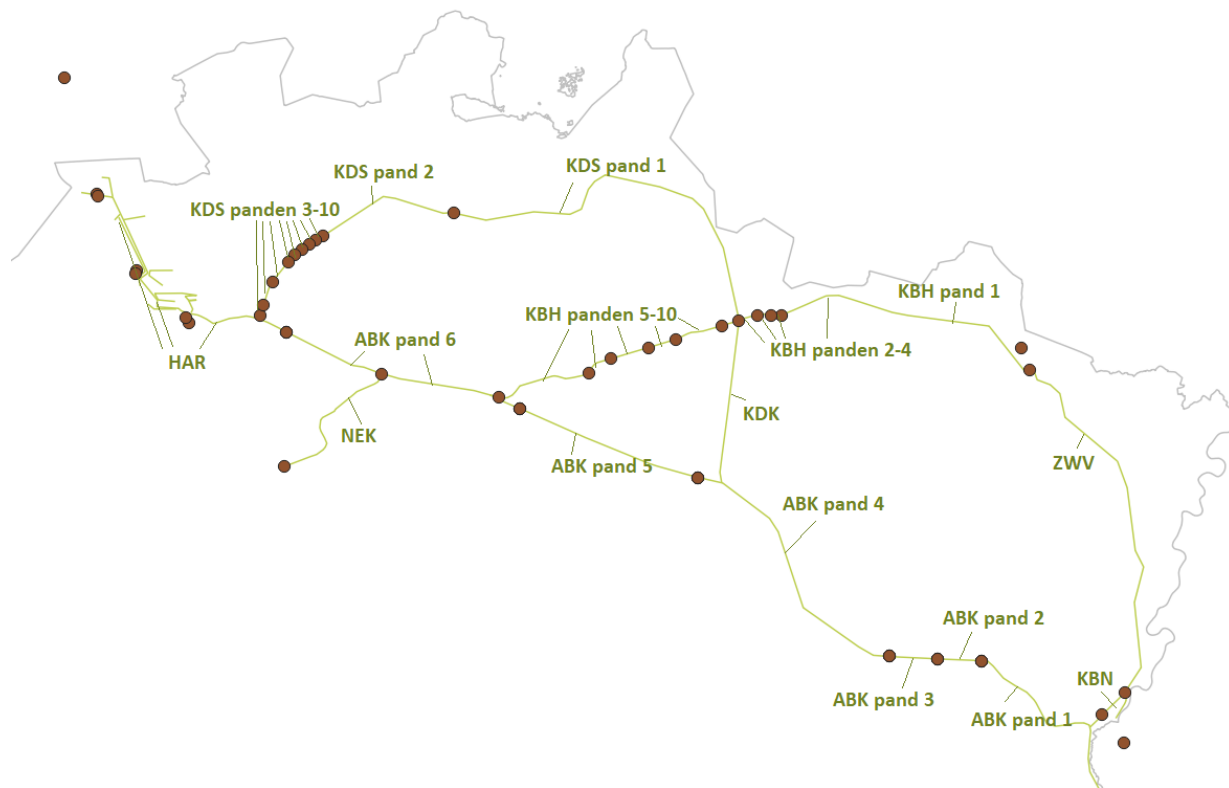 KDS pand 1
KDS pand 2
KDS panden 3-10
KBH pand 1
KBH panden 5-10
KBH panden 2-4
ABK pand 6
HAR
KDK
NEK
ABK pand 5
ZWV
ABK pand 4
ABK pand 2
KBN
ABK pand 3
ABK pand 1